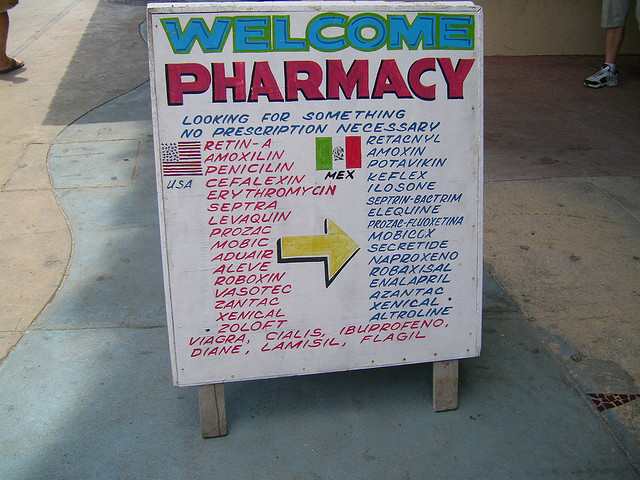 WELCOME
PHARMACY
LOOKING FOR SOMETHING
NO PRESCRIPTION NECESSARY
USA
RETIN-A
AMOXILIN
PENICILIN
CEFALEXIN
ERYTHROMYCIN
SEPTRA
LEVAQUIN
PROZAC
MOBIC
ADUAIR
ALEVE
ROBOXIN
VASOTEC
ZANTAC
XENICAL
ZOLOFT
MEX
RETACNYL
AMOXIN
POTAVIKIN
KEFLEX
ILOSONE
SEPTRIN-BACTRIM
ELEQUINE
PROZAC-FLUOXETINA
MOBICOX
SECRETIDE
NAPROXENO
ROBAXISAL
ENALAPRIL
AZANTAC
XENICAL
ALTROLINE
VIAGRA, CIALIS, IBUPROFENO,
DIANE, LAMISIL, FLAGIL